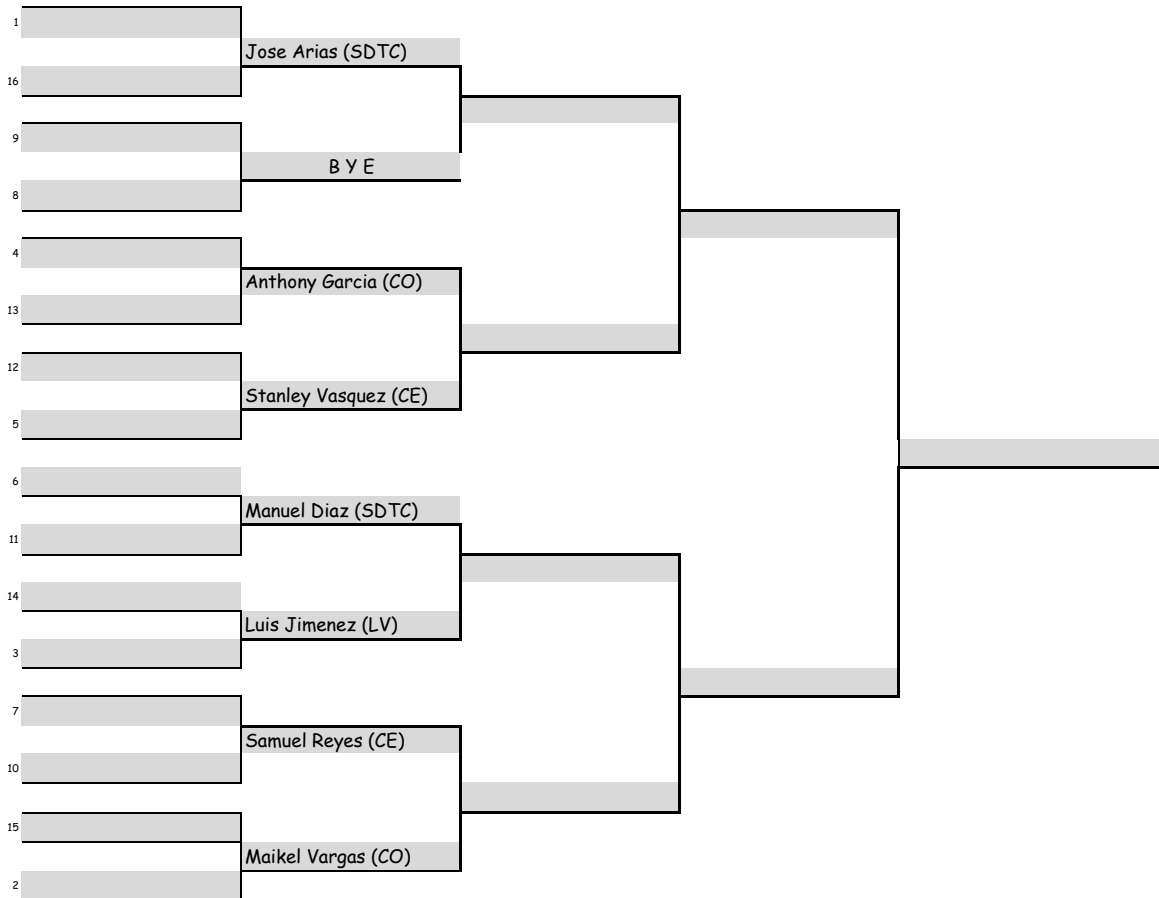 1
Jose Arias (SDTC)
16
9
B Y E
8
4
Anthony Garcia (CO)
13
12
Stanley Vasquez (CE)
5
6
Manuel Diaz (SDTC)
11
14
Luis Jimenez (LV)
3
7
Samuel Reyes (CE)
10
15
Maikel Vargas (CO)
2